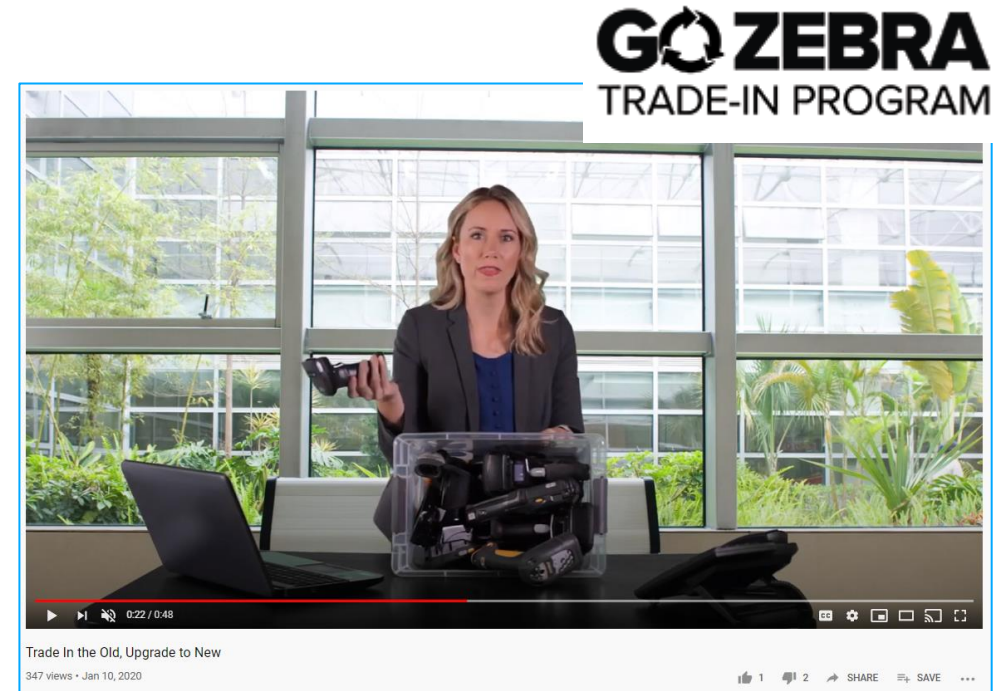 GO ZEBRA
TRADE-IN PROGRAM
0:22 / 0:48
CC
Trade In the Old, Upgrade to New
347 views • Jan 10, 2020
1 2 SHARE SAVE